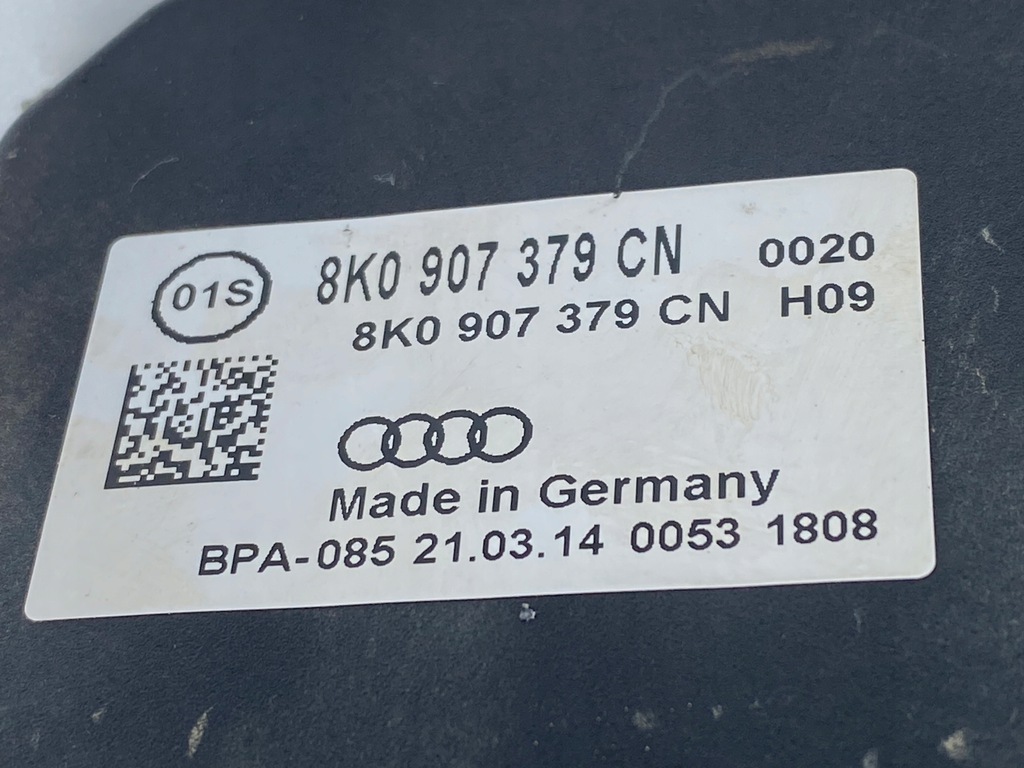 01S 8K0 907 379 CN 0020
8K0 907 379 CN H09
Made in Germany
BPA-085 21.03.14 0053 1808